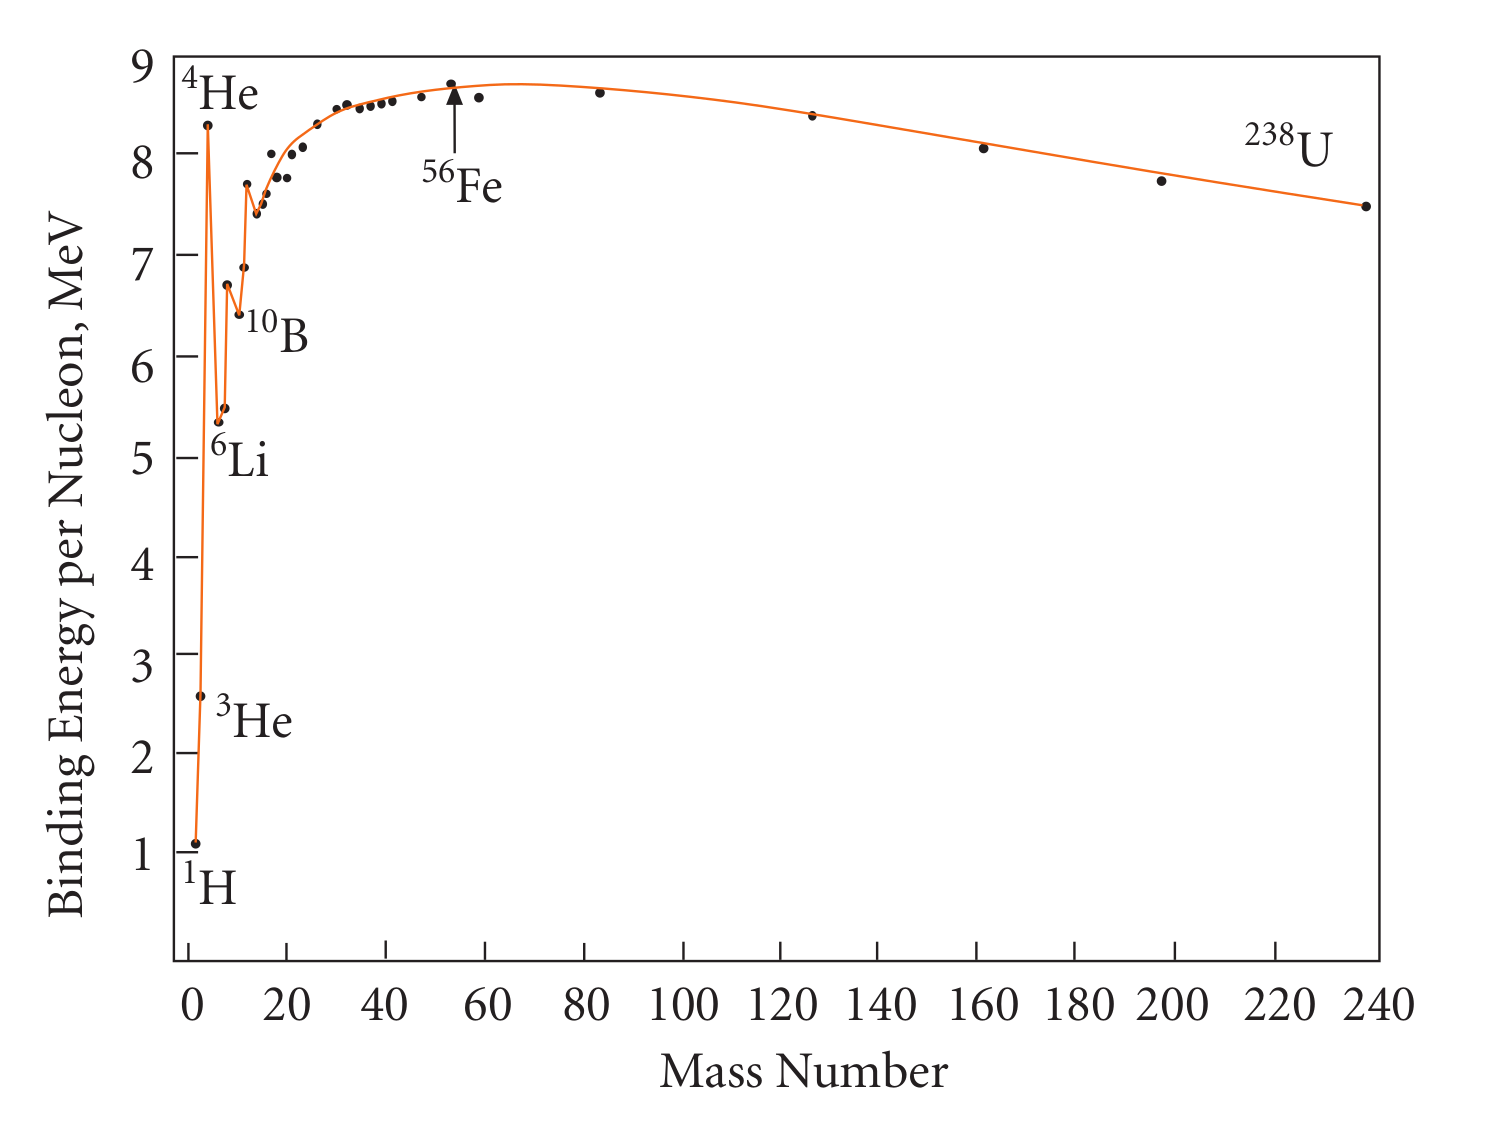 9
⁴He
8
²³⁸U
⁵⁶Fe
7
¹⁰B
6
5
⁶Li
4
3
³He
2
1
¹H
Binding Energy per Nucleon, MeV
0 20 40 60 80 100 120 140 160 180 200 220 240
Mass Number